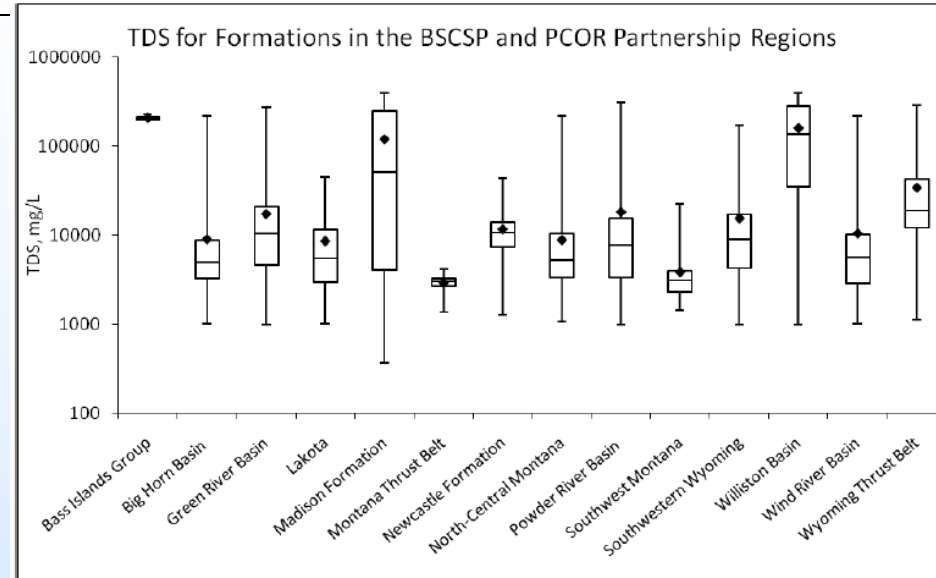 TDS for Formations in the BSCSP and PCOR Partnership Regions
TDS, mg/L
1000000
100000
10000
1000
100
Bass Islands Group
Big Horn Basin
Green River Basin
Lakota
Madison Formation
Montana Thrust Belt
Newcastle Formation
North-Central Montana
Powder River Basin
Southwest Montana
Southwestern Wyoming
Williston Basin
Wind River Basin
Wyoming Thrust Belt